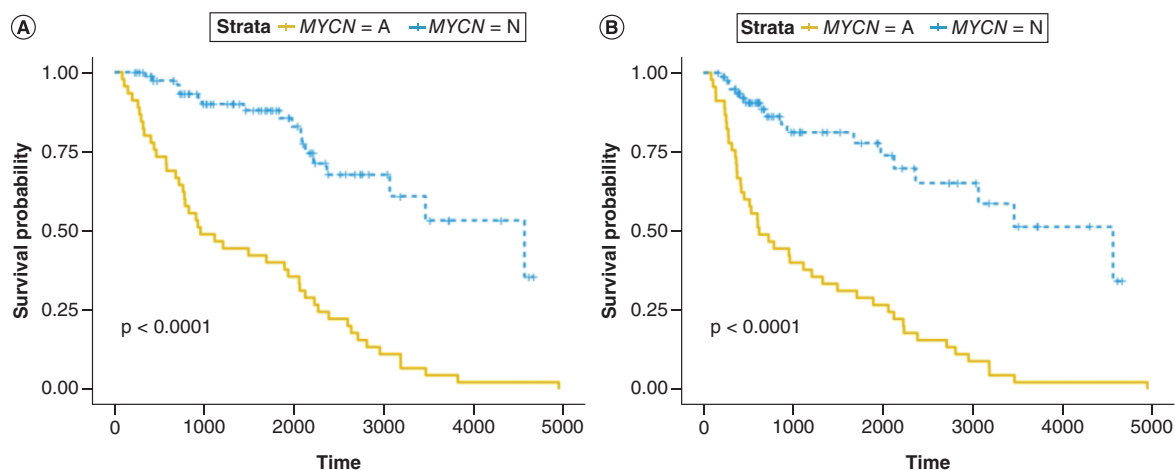 A
Strata MYCN = A MYCN = N
1.00
0.75
0.50
0.25
0.00
Survival probability
p < 0.0001
0 1000 2000 3000 4000 5000
Time
B
Strata MYCN = A MYCN = N
1.00
0.75
0.50
0.25
0.00
Survival probability
p < 0.0001
0 1000 2000 3000 4000 5000
Time